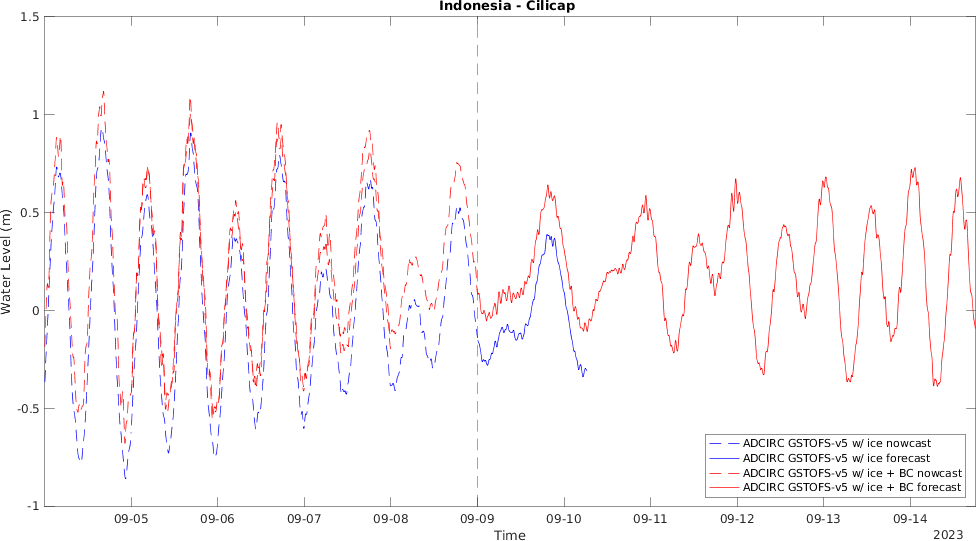 Indonesia - Cilicap
Water Level (m)
1.5
1
0.5
0
-0.5
-1
ADCIRC GSTOFS-v5 w/ ice nowcast
ADCIRC GSTOFS-v5 w/ ice forecast
ADCIRC GSTOFS-v5 w/ ice + BC nowcast
ADCIRC GSTOFS-v5 w/ ice + BC forecast
09-05 09-06 09-07 09-08 09-09 09-10 09-11 09-12 09-13 09-14
Time
2023